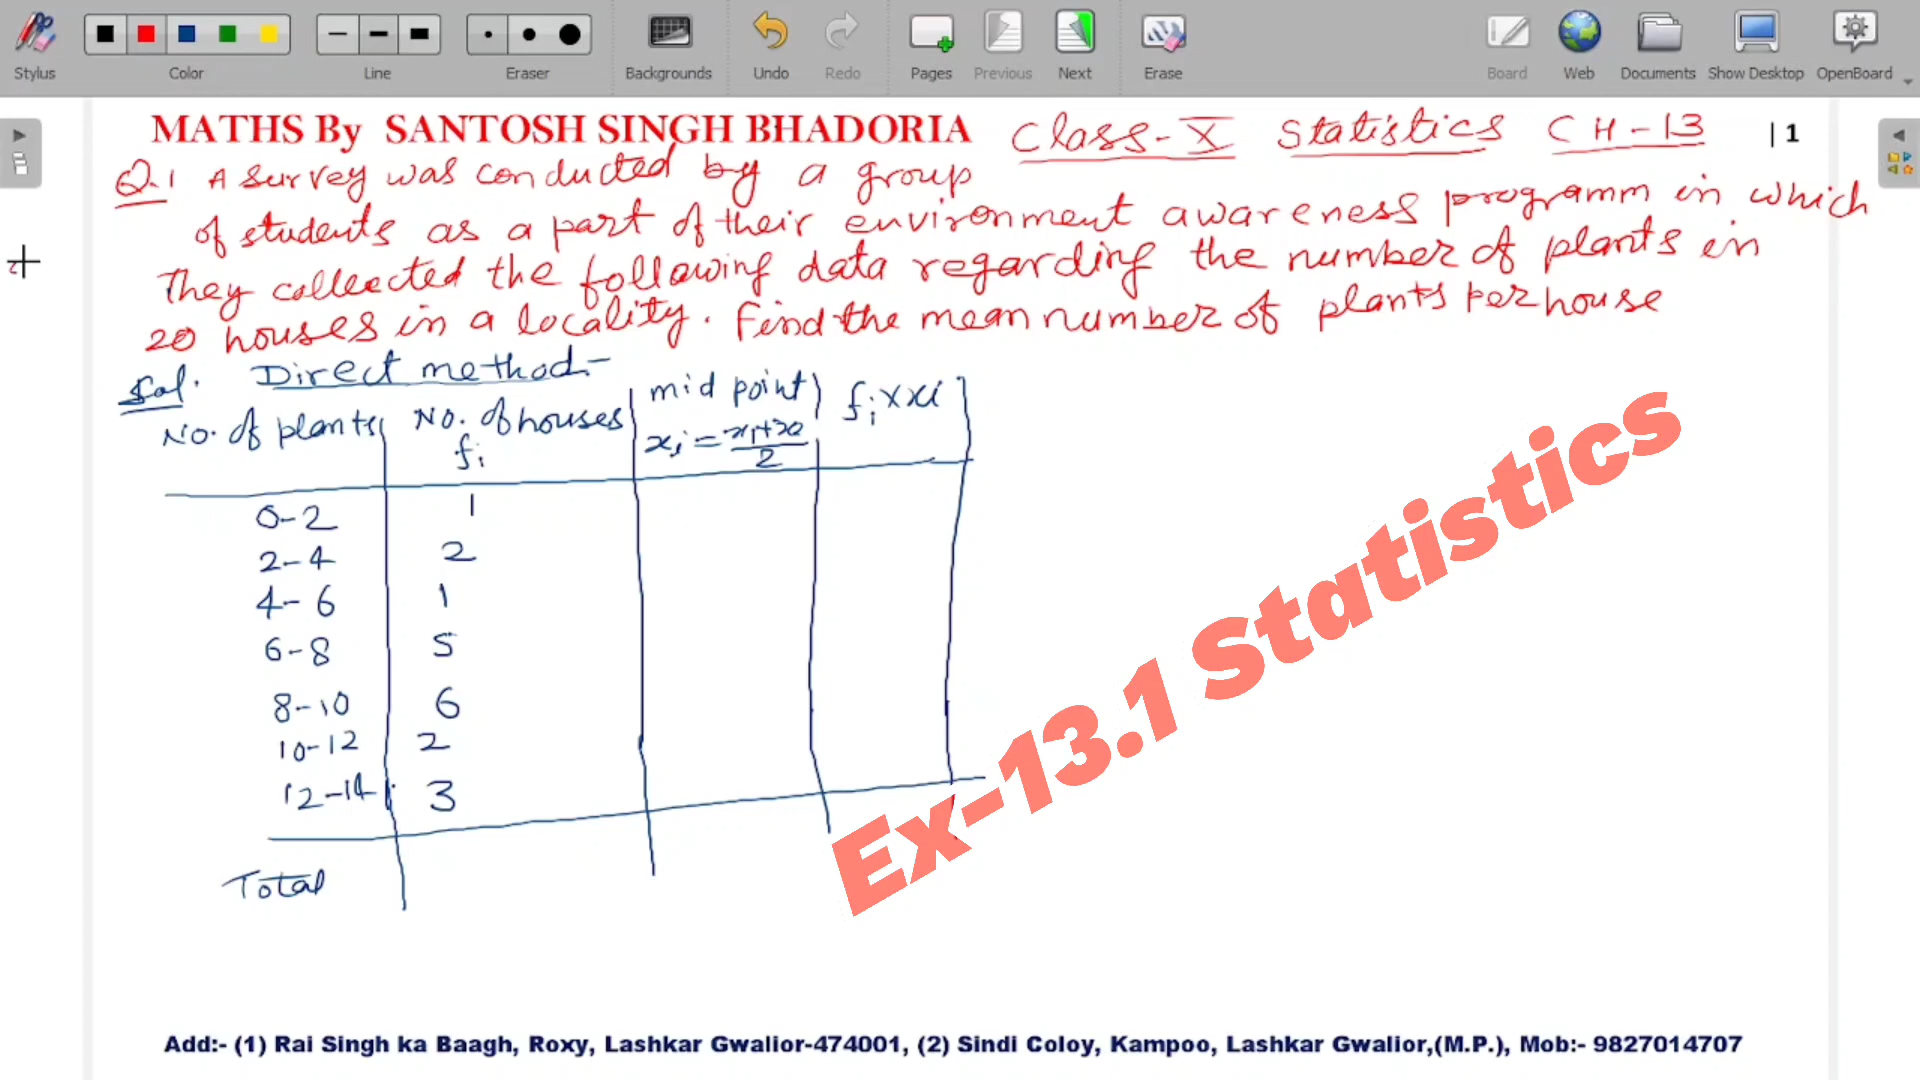 Stylus Color Line Eraser Backgrounds Undo Redo Pages Previous Next Erase Board Web Documents Show Desktop OpenBoard
MATHS By SANTOSH SINGH BHADORIA Class-X Statistics CH-13 | 1
Q.1 A survey was conducted by a group
of students as a part of their environment awareness programm in which
They collected the following data regarding the number of plants in
20 houses in a locality. Find the mean number of plants per house
Sol. Direct method:-
No. of plants No. of houses fi mid point xi = x1+x2/2 fi×xi
0-2 1
2-4 2
4-6 1
6-8 5
8-10 6
10-12 2
12-14 3
Total
Ex-13.1 Statistics
Add:- (1) Rai Singh ka Baagh, Roxy, Lashkar Gwalior-474001, (2) Sindi Coloy, Kampoo, Lashkar Gwalior,(M.P.), Mob:- 9827014707